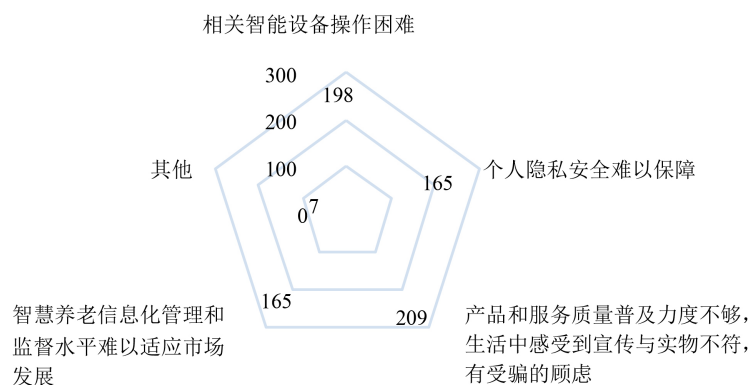 相关智能设备操作困难
300
198
200
其他
100
165
个人隐私安全难以保障
0
7
165
209
智慧养老信息化管理和
监督水平难以适应市场
发展
产品和服务质量普及力度不够,
生活中感受到宣传与实物不符,
有受骗的顾虑